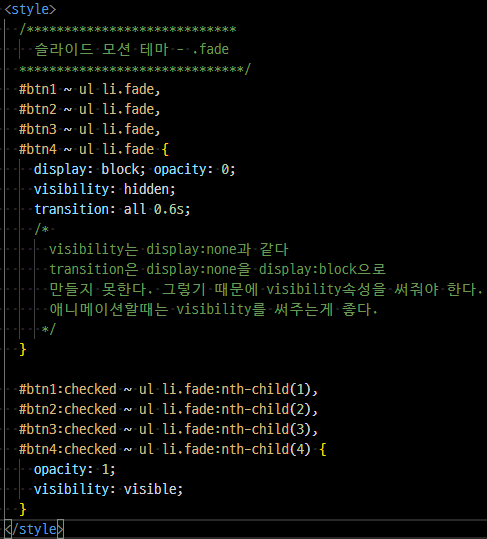 <style>
/****************************
슬라이드 모션 테마 - .fade
******************************/
#btn1 ~ ul li.fade,
#btn2 ~ ul li.fade,
#btn3 ~ ul li.fade,
#btn4 ~ ul li.fade {
display: block; opacity: 0;
visibility: hidden;
transition: all 0.6s;
/*
visibility는 display:none과 같다
transition은 display:none을 display:block으로
만들지 못한다. 그렇기 때문에 visibility속성을 써줘야 한다.
애니메이션할때는 visibility를 써주는게 좋다.
*/
}
#btn1:checked ~ ul li.fade:nth-child(1),
#btn2:checked ~ ul li.fade:nth-child(2),
#btn3:checked ~ ul li.fade:nth-child(3),
#btn4:checked ~ ul li.fade:nth-child(4) {
opacity: 1;
visibility: visible;
}
</style>